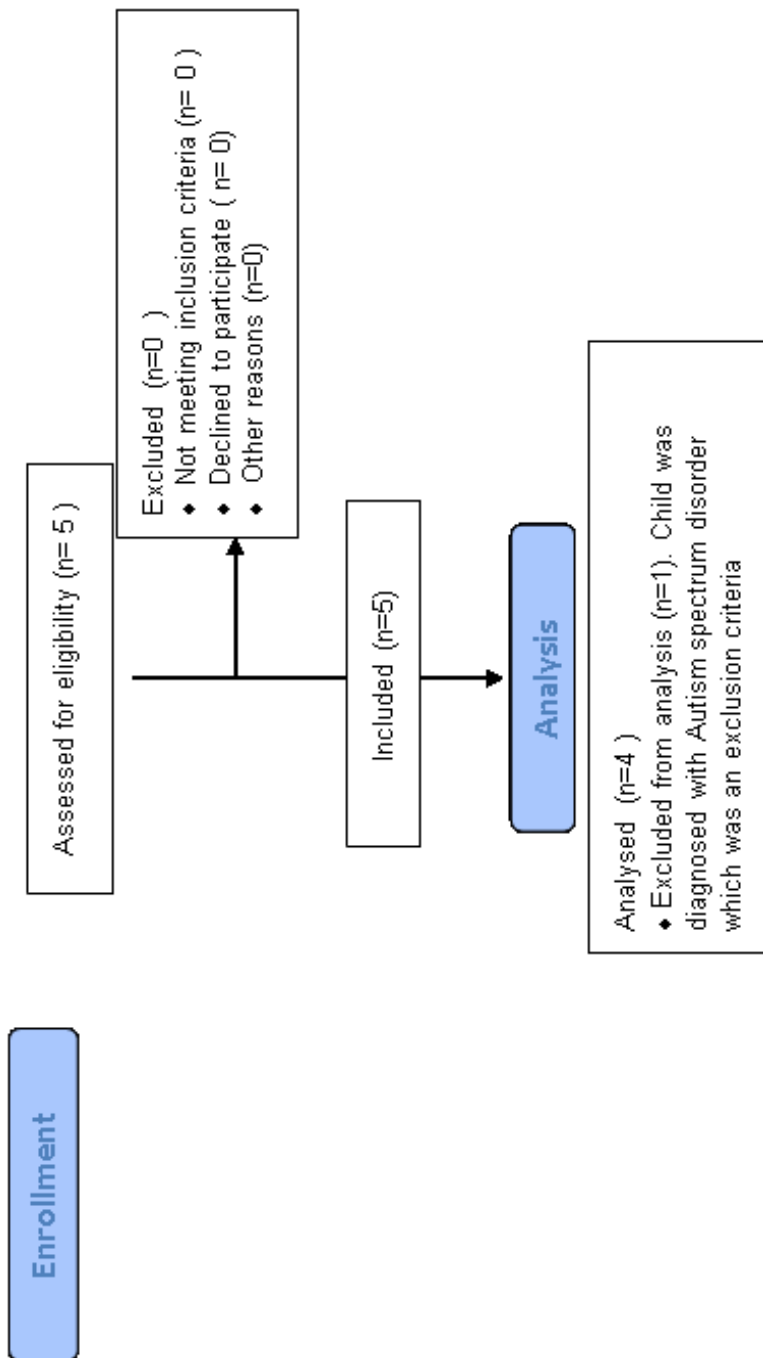 Enrollment
Assessed for eligibility (n= 5 )
Excluded (n=0 )
♦ Not meeting inclusion criteria (n= 0 )
♦ Declined to participate ( n= 0)
♦ Other reasons (n=0)
Included (n=5)
Analysis
Analysed (n=4 )
♦ Excluded from analysis (n=1). Child was
diagnosed with Autism spectrum disorder
which was an exclusion criteria